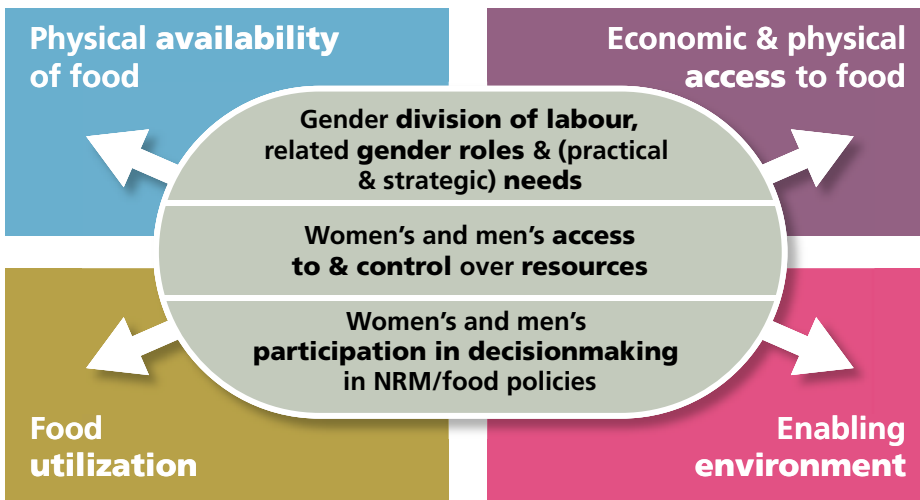 Physical availability
of food
Economic & physical
access to food
Gender division of labour,
related gender roles & (practical
& strategic) needs
Women’s and men’s access
to & control over resources
Women’s and men’s
participation in decisionmaking
in NRM/food policies
Food
utilization
Enabling
environment